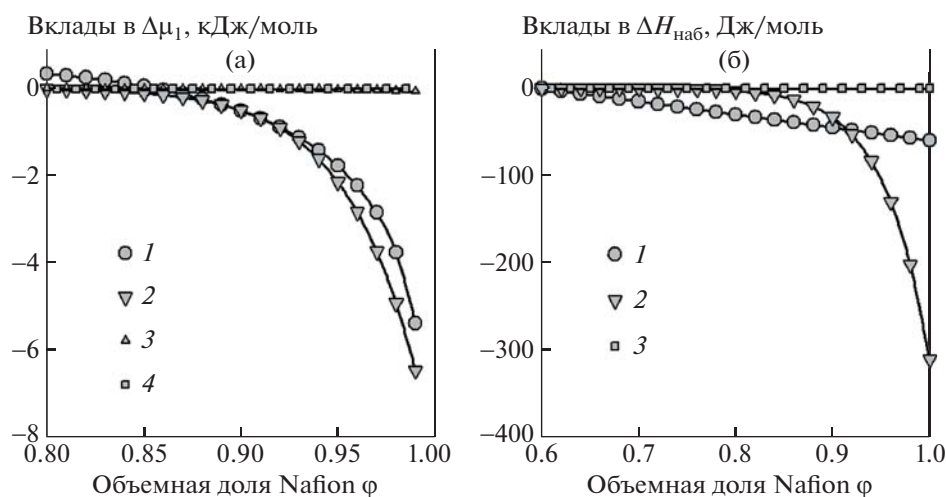 Вклады в Δμ₁, кДж/моль
(а)
0
–2
–4
–6
–8
1
2
3
4
0.80 0.85 0.90 0.95 1.00
Объемная доля Nafion φ
Вклады в ΔHнаб, Дж/моль
(б)
0
–100
–200
–300
–400
1
2
3
0.6 0.7 0.8 0.9 1.0
Объемная доля Nafion φ